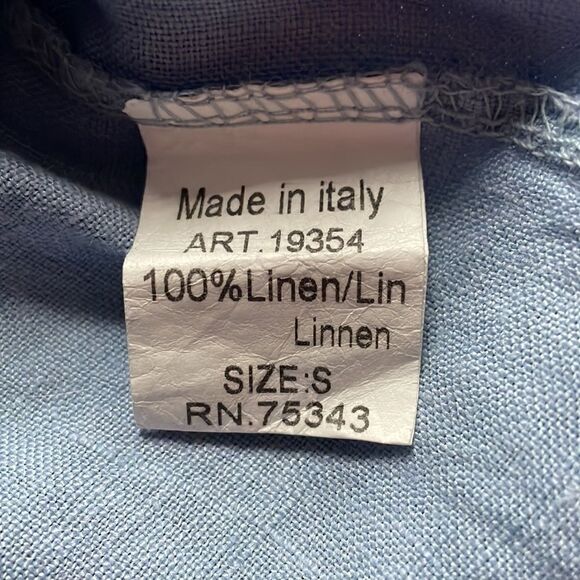 Made in italy
ART.19354
100%Linen/Lin
Linnen
SIZE:S
RN.75343